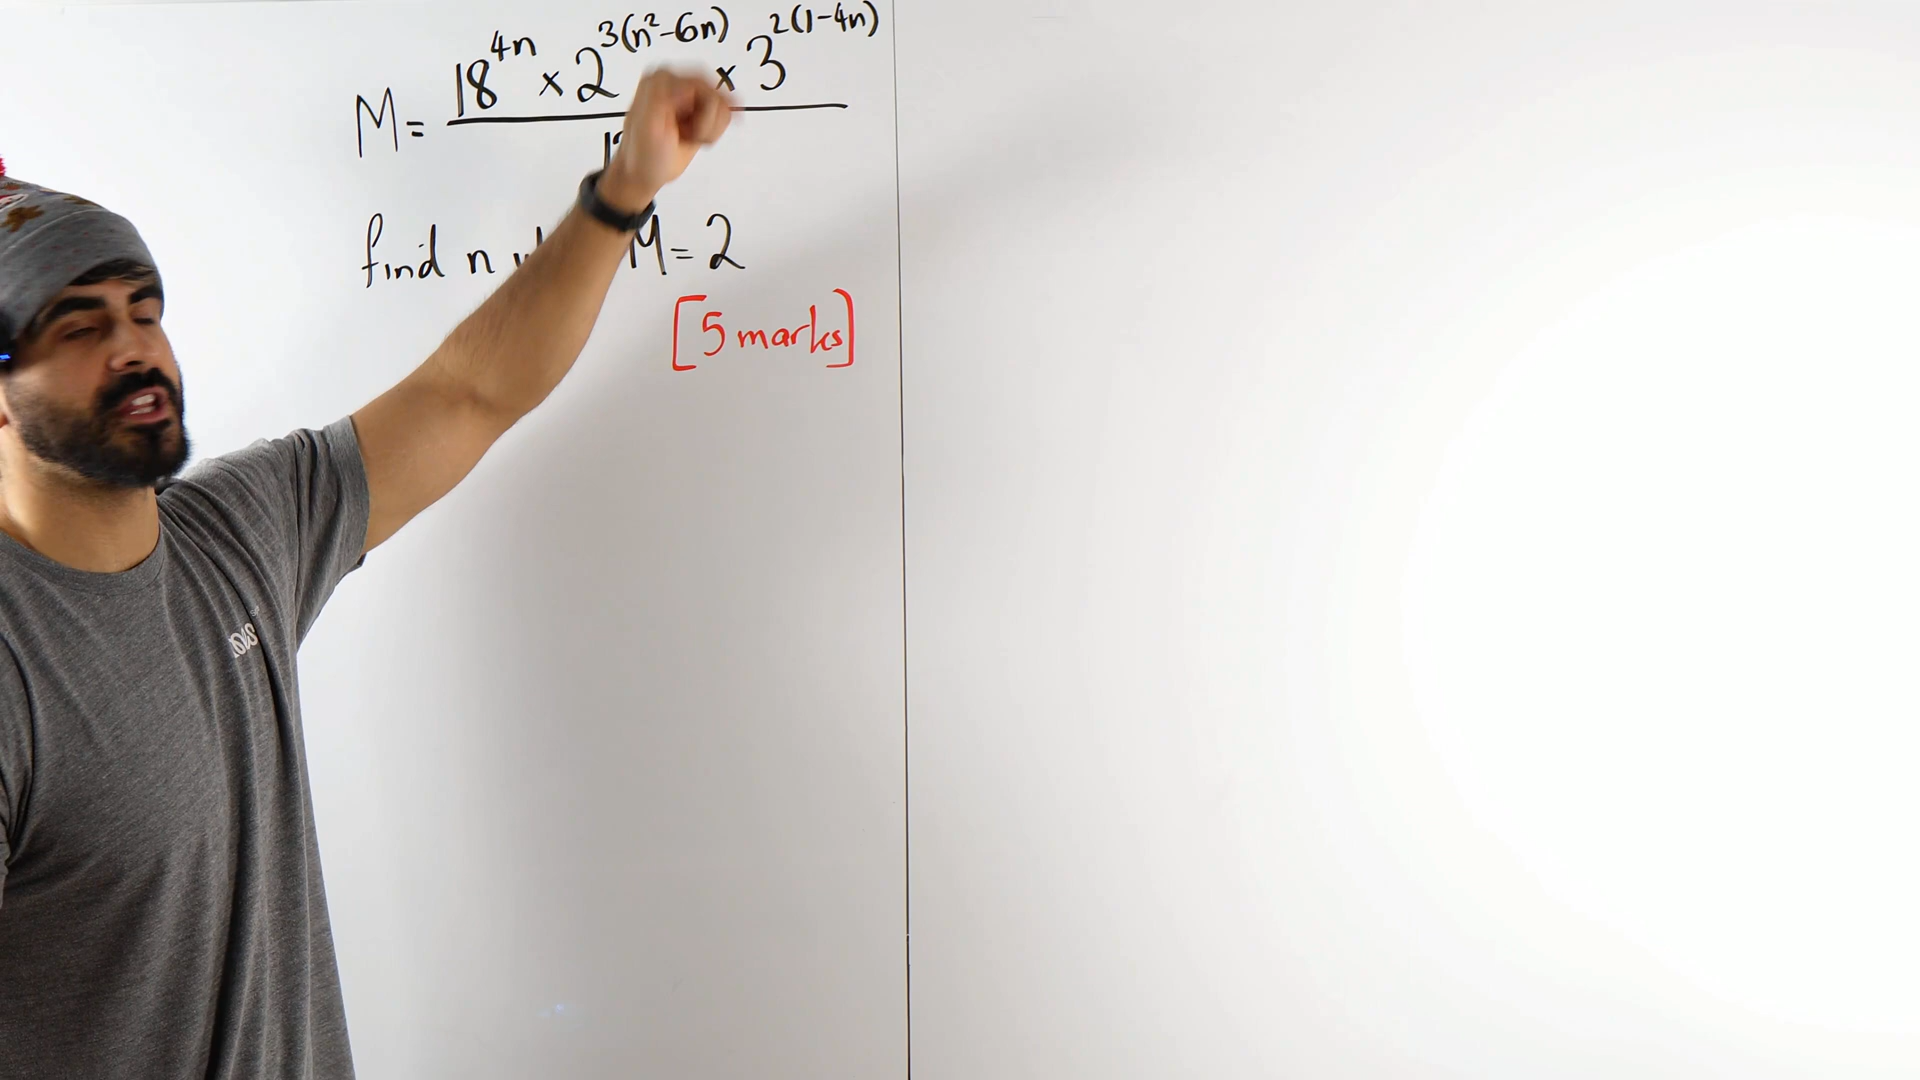 M = 18^4n × 2^3(n²-6n) × 3^2(1-4n)
find n M = 2
[5 marks]